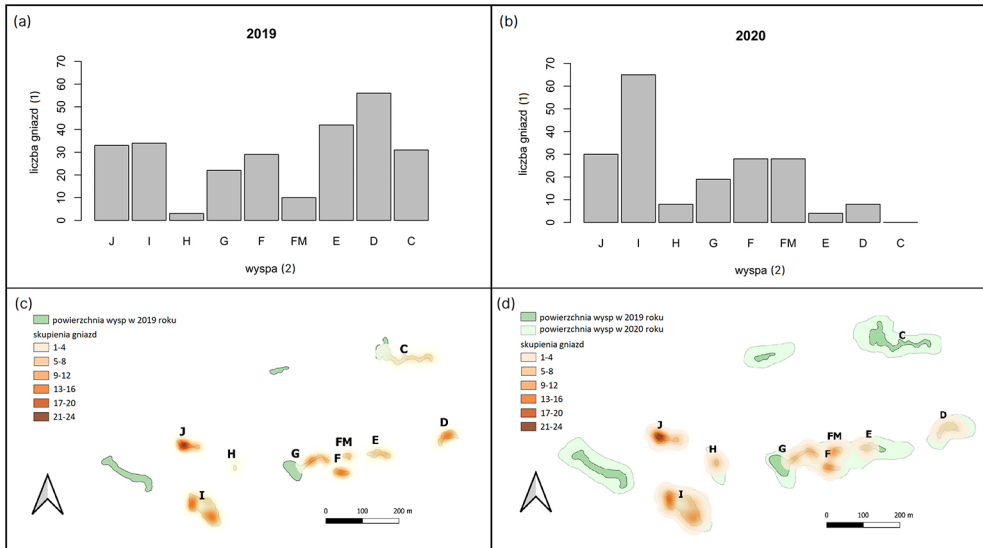 (a)
2019
liczba gniazd (1)
70
60
50
40
30
20
10
0
J I H G F FM E D C
wyspa (2)
(b)
2020
liczba gniazd (1)
70
60
50
40
30
20
10
0
J I H G F FM E D C
wyspa (2)
(c)
powierzchnia wysp w 2019 roku
skupienia gniazd
1-4
5-8
9-12
13-16
17-20
21-24
C
J
D
H
G
FM
E
F
I
0 100 200 m
(d)
powierzchnia wysp w 2019 roku
powierzchnia wysp w 2020 roku
skupienia gniazd
1-4
5-8
9-12
13-16
17-20
21-24
C
D
J
FM
E
H
G
F
I
0 100 200 m